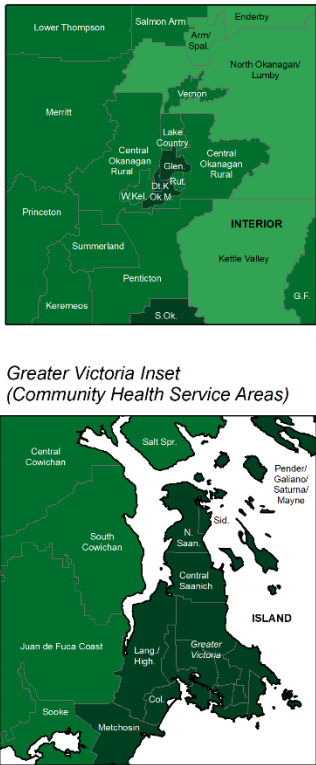 Lower Thompson
Salmon Arm
Enderby
Arm/
Spal.
North Okanagan/
Lumby
Vernon
Merritt
Lake
Country
Central
Okanagan
Rural
Glen.
Central
Okanagan
Rural
Rut.
Dt.K
W.Kel.
Ok M.
Princeton
INTERIOR
Summerland
Kettle Valley
Penticton
Keremeos
G.F.
S.Ok.
Greater Victoria Inset
(Community Health Service Areas)
Salt Spr.
Central
Cowichan
Pender/
Galiano/
Saturna/
Mayne
Sid.
N.
Saan.
South
Cowichan
Central
Saanich
ISLAND
Juan de Fuca Coast
Lang./
High.
Greater
Victoria
Col.
Sooke
Metchosin